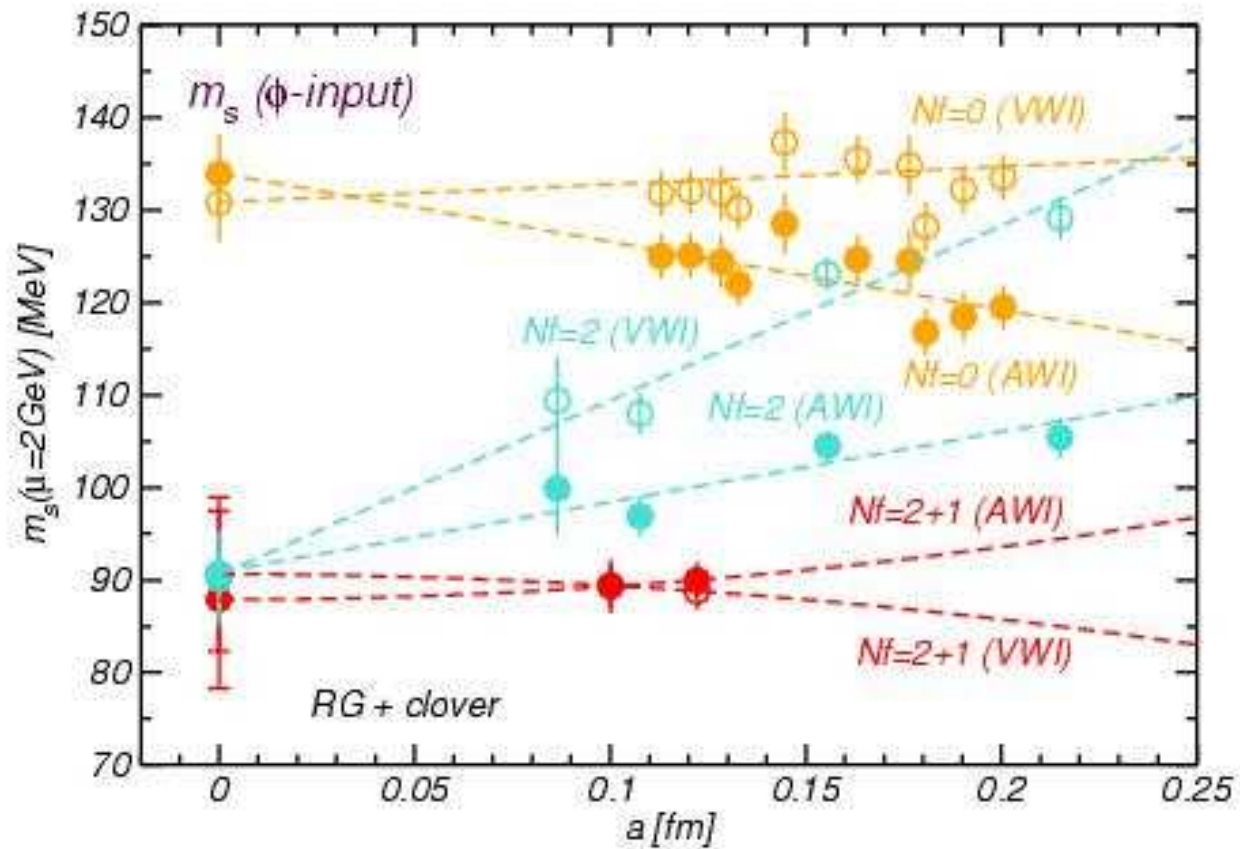 150
140
130
120
110
100
90
80
70
m_s(μ=2GeV) [MeV]
m_s (ϕ-input)
Nf=0 (VWI)
Nf=2 (VWI)
Nf=0 (AWI)
Nf=2 (AWI)
Nf=2+1 (AWI)
Nf=2+1 (VWI)
RG + clover
0 0.05 0.1 0.15 0.2 0.25
a [fm]